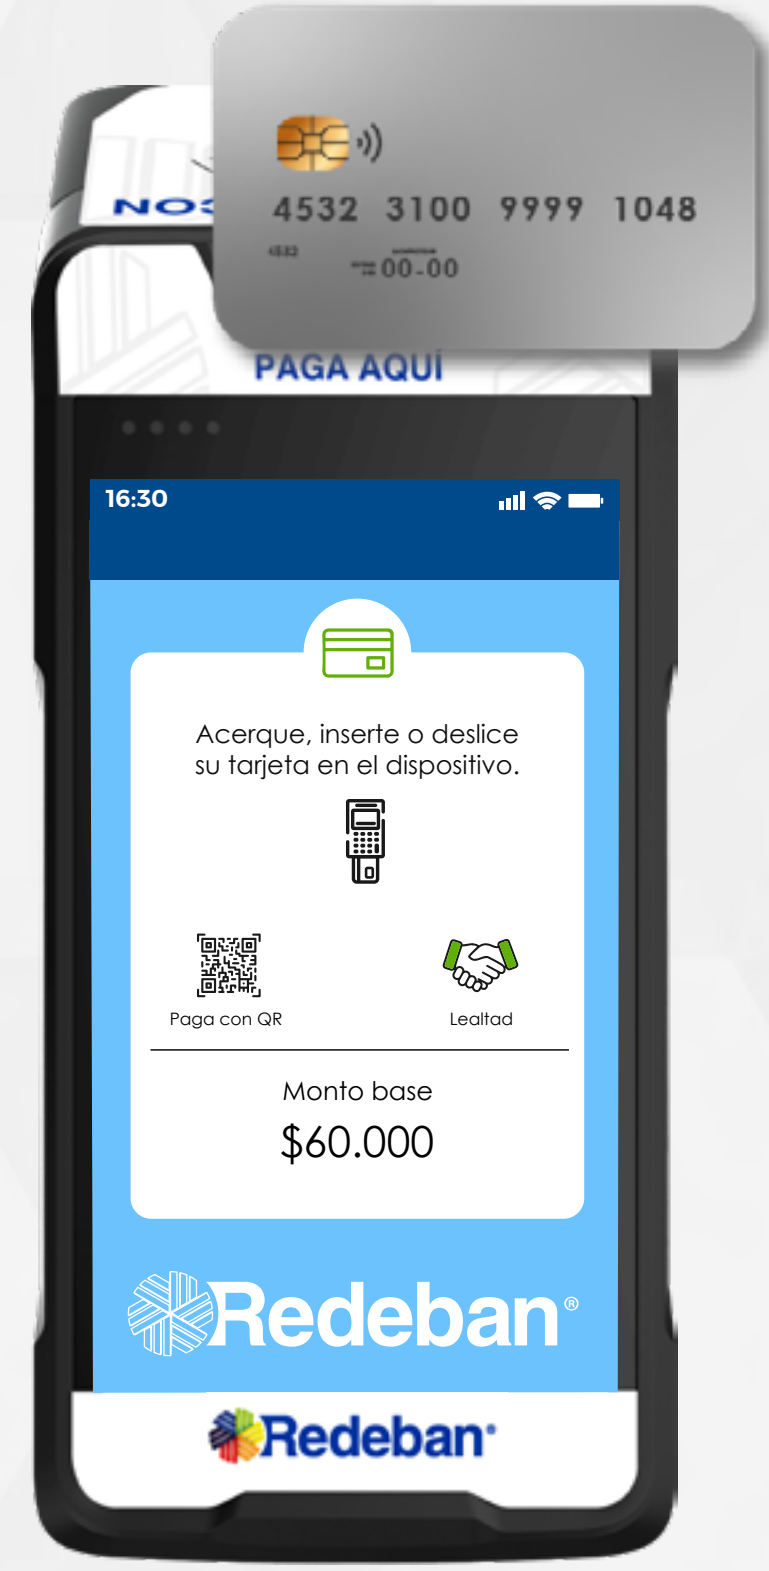 4532 3100 9999 1048
4532
00-00
PAGA AQUÍ
16:30
Acerque, inserte o deslice
su tarjeta en el dispositivo.
Paga con QR
Lealtad
Monto base
$60.000
Redeban®
Redeban